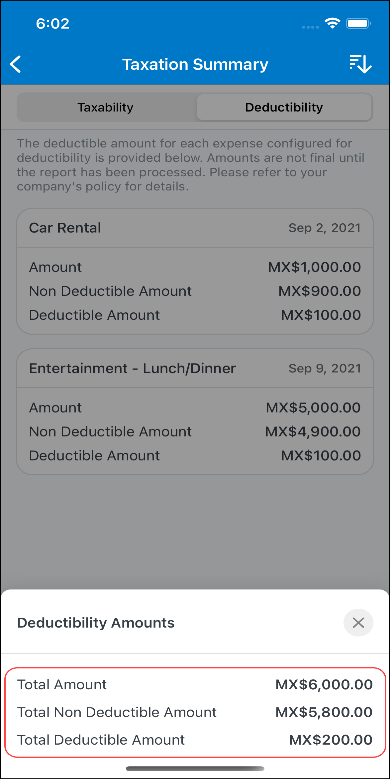 6:02
Taxation Summary
Taxability Deductibility
The deductible amount for each expense configured for
deductibility is provided below. Amounts are not final until
the report has been processed. Please refer to your
company's policy for details.
Car Rental Sep 2, 2021
Amount MX$1,000.00
Non Deductible Amount MX$900.00
Deductible Amount MX$100.00
Entertainment - Lunch/Dinner Sep 9, 2021
Amount MX$5,000.00
Non Deductible Amount MX$4,900.00
Deductible Amount MX$100.00
Deductibility Amounts
Total Amount MX$6,000.00
Total Non Deductible Amount MX$5,800.00
Total Deductible Amount MX$200.00